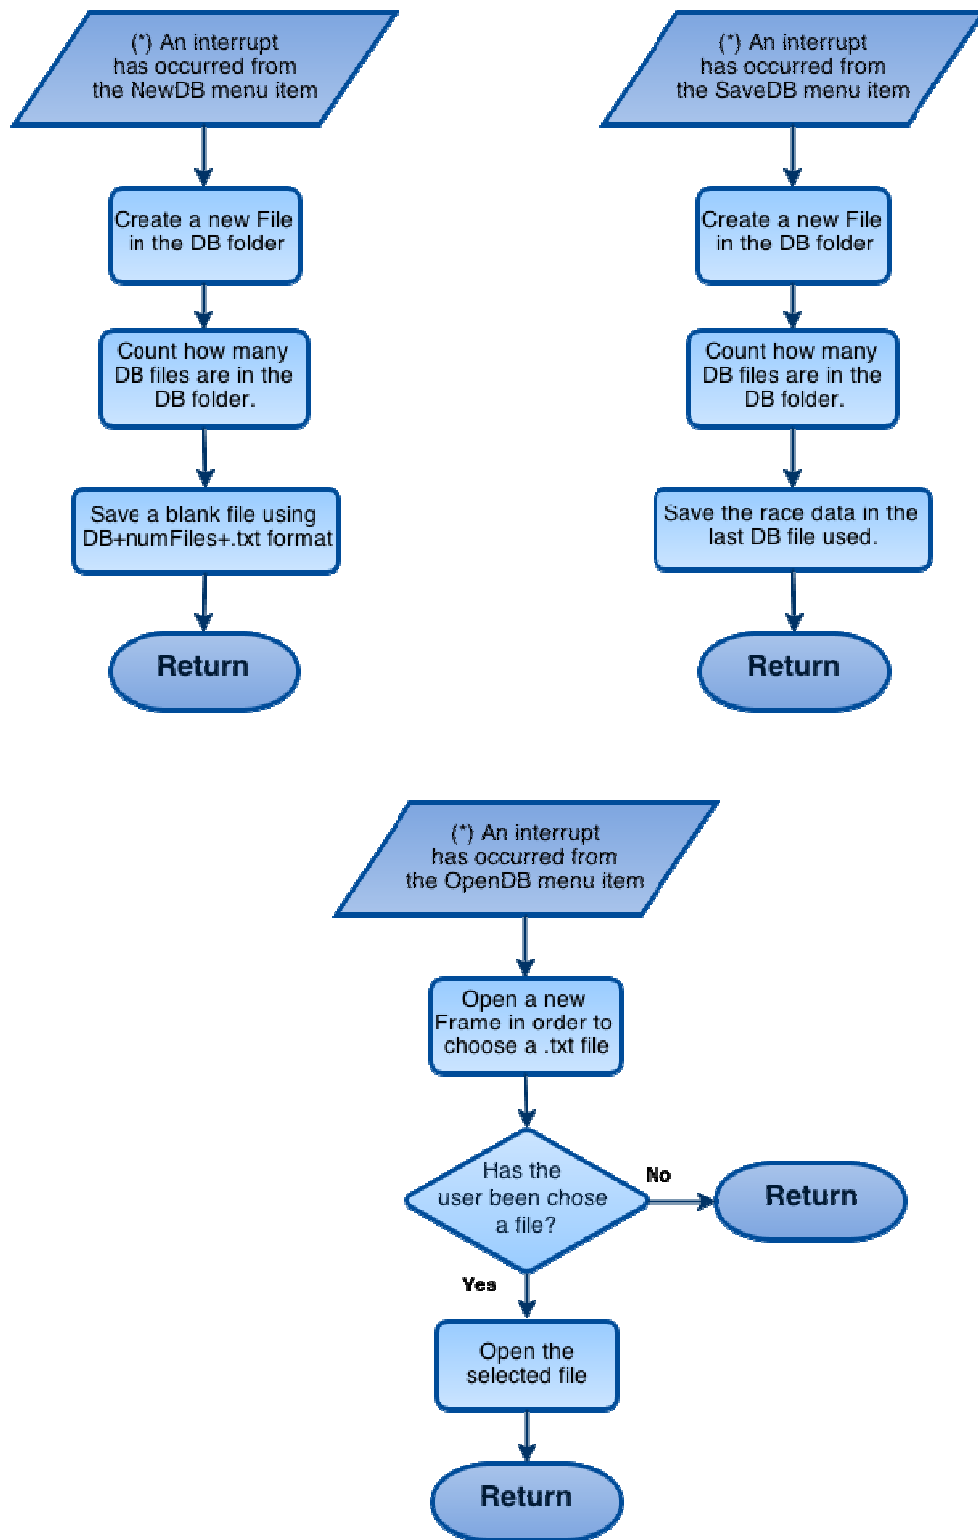 (*) An interrupt
has occurred from
the NewDB menu item
Create a new File
in the DB folder
Count how many
DB files are in the
DB folder.
Save a blank file using
DB+numFiles+.txt format
Return
(*) An interrupt
has occurred from
the SaveDB menu item
Create a new File
in the DB folder
Count how many
DB files are in the
DB folder.
Save the race data in the
last DB file used.
Return
(*) An interrupt
has occurred from
the OpenDB menu item
Open a new
Frame in order to
choose a .txt file
Has the
user been chose
a file?
No
Return
Yes
Open the
selected file
Return